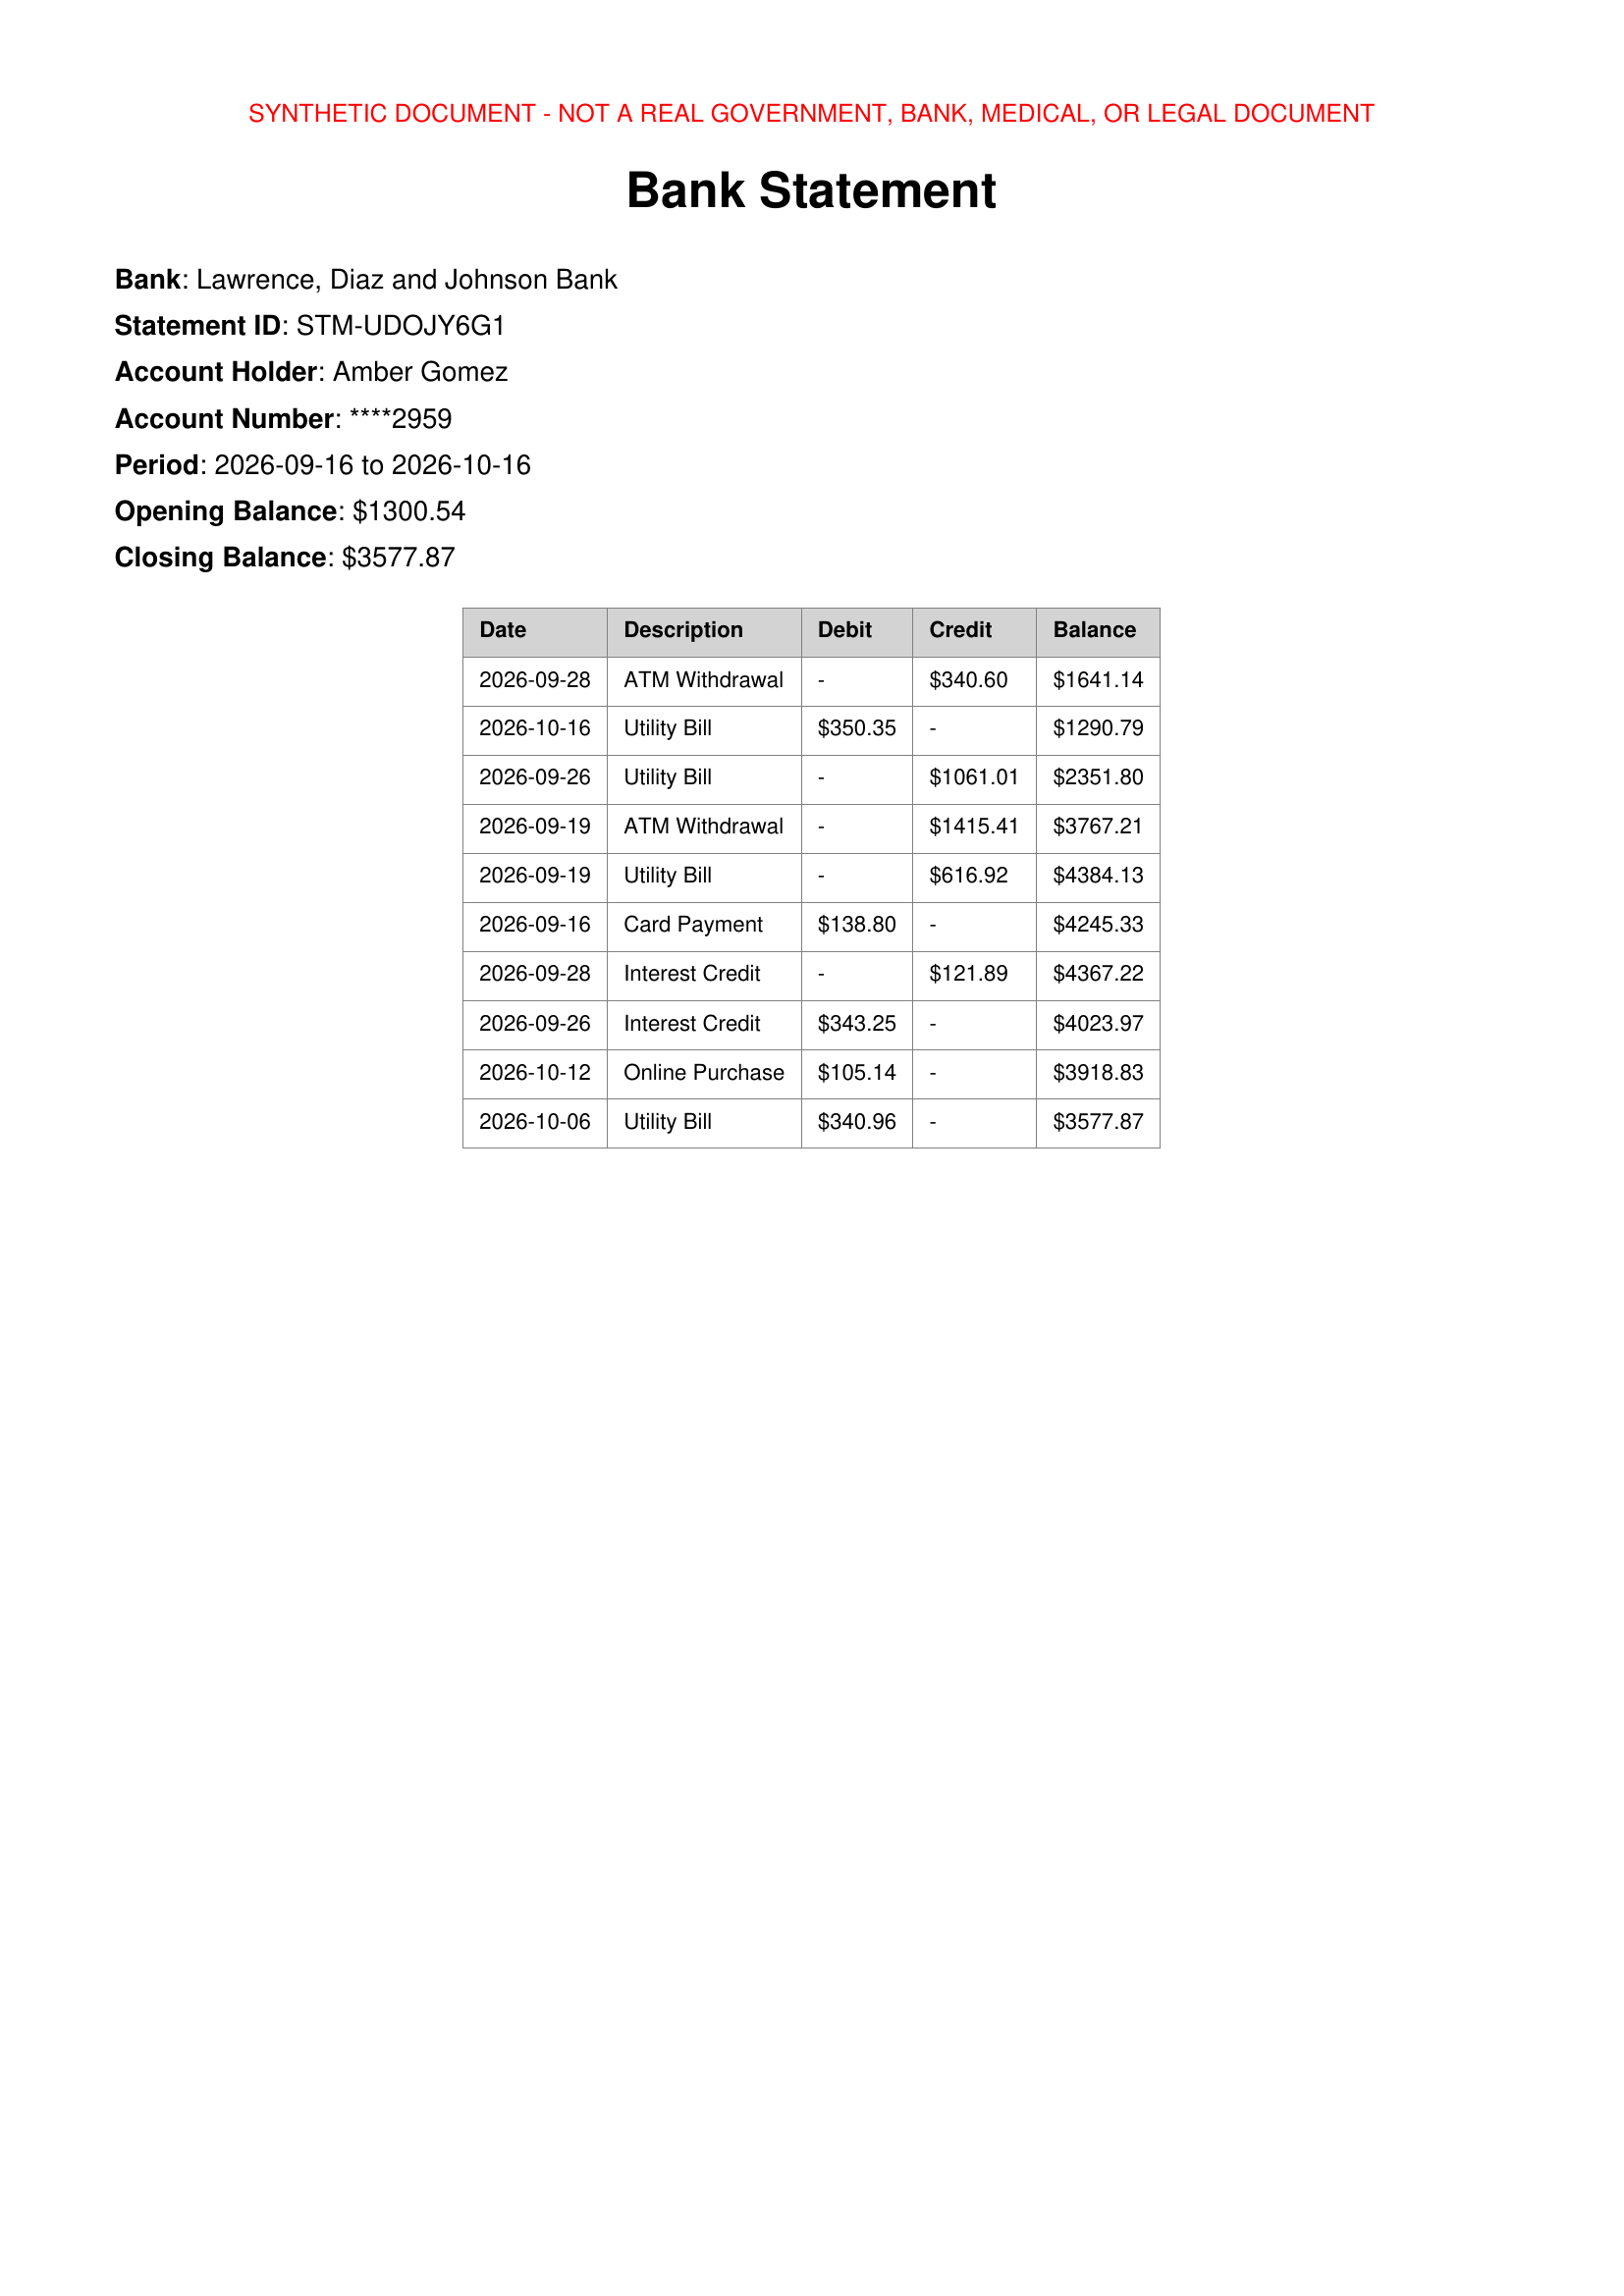 SYNTHETIC DOCUMENT - NOT A REAL GOVERNMENT, BANK, MEDICAL, OR LEGAL DOCUMENT
Bank Statement
Bank: Lawrence, Diaz and Johnson Bank
Statement ID: STM-UDOJY6G1
Account Holder: Amber Gomez
Account Number: ****2959
Period: 2026-09-16 to 2026-10-16
Opening Balance: $1300.54
Closing Balance: $3577.87
Date Description Debit Credit Balance
2026-09-28 ATM Withdrawal - $340.60 $1641.14
2026-10-16 Utility Bill $350.35 - $1290.79
2026-09-26 Utility Bill - $1061.01 $2351.80
2026-09-19 ATM Withdrawal - $1415.41 $3767.21
2026-09-19 Utility Bill - $616.92 $4384.13
2026-09-16 Card Payment $138.80 - $4245.33
2026-09-28 Interest Credit - $121.89 $4367.22
2026-09-26 Interest Credit $343.25 - $4023.97
2026-10-12 Online Purchase $105.14 - $3918.83
2026-10-06 Utility Bill $340.96 - $3577.87